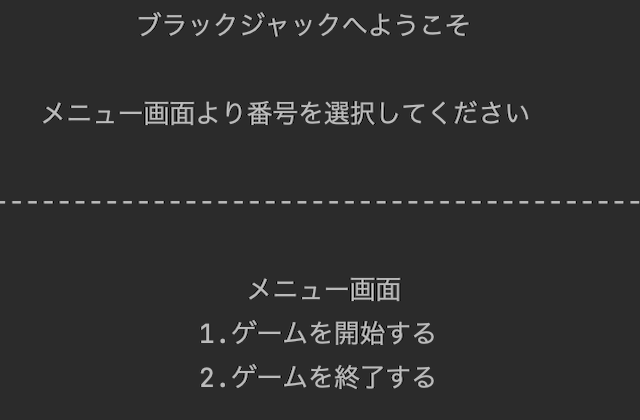 ブラックジャックへようこそ
メニュー画面より番号を選択してください
----------------------------------------
メニュー画面
1.ゲームを開始する
2.ゲームを終了する